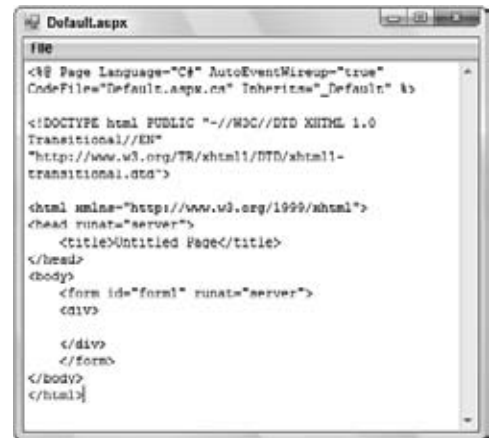 Default.aspx
File
<%@ Page Language="C#" AutoEventWireup="true"
CodeFile="Default.aspx.cs" Inherits="_Default" %>
<!DOCTYPE html PUBLIC "-//W3C//DTD XHTML 1.0
Transitional//EN"
"http://www.w3.org/TR/xhtml1/DTD/xhtml1-
transitional.dtd">
<html xmlns="http://www.w3.org/1999/xhtml">
<head runat="server">
<title>Untitled Page</title>
</head>
<body>
<form id="form1" runat="server">
<div>
</div>
</form>
</body>
</html>